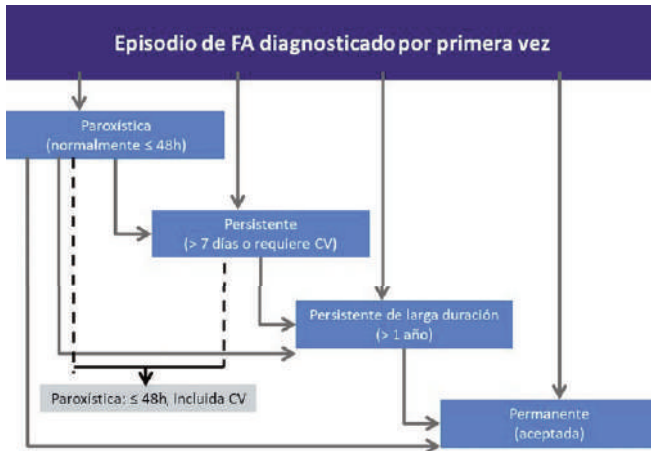 Episodio de FA diagnosticado por primera vez
Paroxística
(normalmente ≤ 48h)
Persistente
(> 7 días o requiere CV)
Persistente de larga duración
(> 1 año)
Paroxística: ≤ 48h, incluida CV
Permanente
(aceptada)